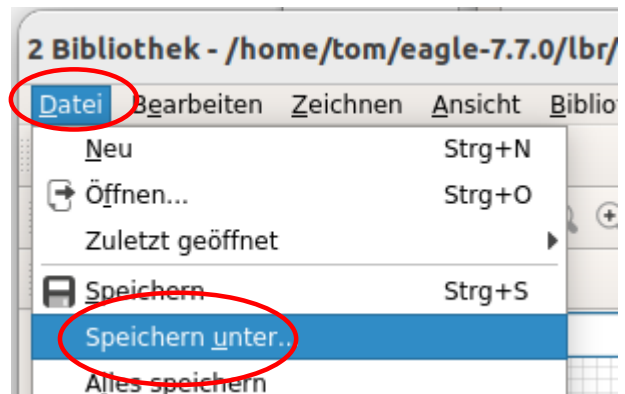 2 Bibliothek - /home/tom/eagle-7.7.0/lbr/
Datei Bearbeiten Zeichnen Ansicht Biblio
Neu Strg+N
Öffnen... Strg+O
Zuletzt geöffnet
Speichern Strg+S
Speichern unter...
Alles speichern